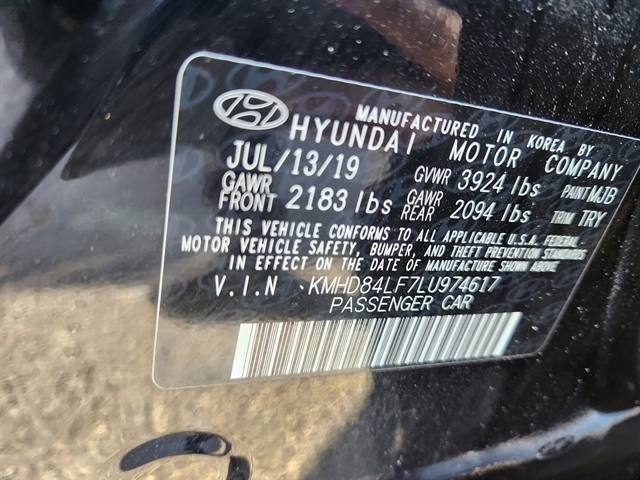 MANUFACTURED IN KOREA BY
HYUNDAI MOTOR COMPANY
JUL/13/19 GVWR 3924 lbs PAINT MJB
GAWR FRONT 2183 lbs GAWR REAR 2094 lbs TRIM TRY
THIS VEHICLE CONFORMS TO ALL APPLICABLE U.S.A. FEDERAL
MOTOR VEHICLE SAFETY, BUMPER, AND THEFT PREVENTION STANDARDS
IN EFFECT ON THE DATE OF MANUFACTURE SHOWN ABOVE
V.I.N : KMHD84LF7LU974617
PASSENGER CAR